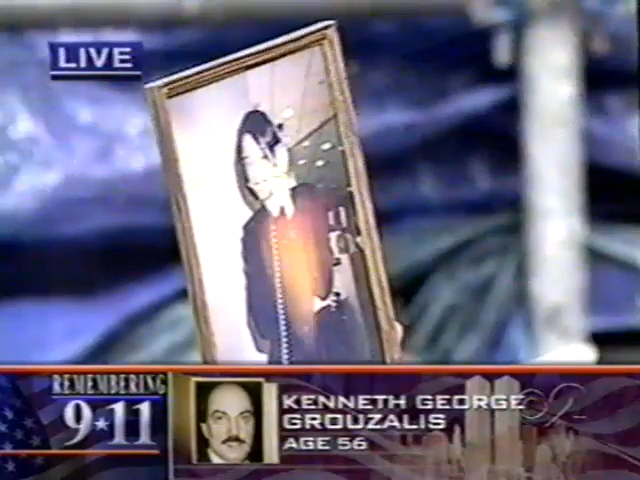 LIVE
REMEMBERING
9★11
KENNETH GEORGE
GROUZALIS
AGE 56